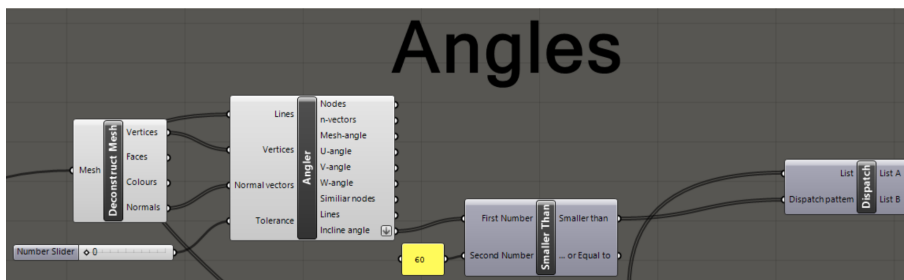 Angles
Mesh
Deconstruct Mesh
Vertices
Faces
Colours
Normals
Number Slider
0
Lines
Vertices
Normal vectors
Tolerance
Angler
Nodes
n-vectors
Mesh-angle
U-angle
V-angle
W-angle
Similiar nodes
Lines
Incline angle
60
First Number
Second Number
Smaller Than
Smaller than
... or Equal to
List
Dispatch pattern
Dispatch
List A
List B